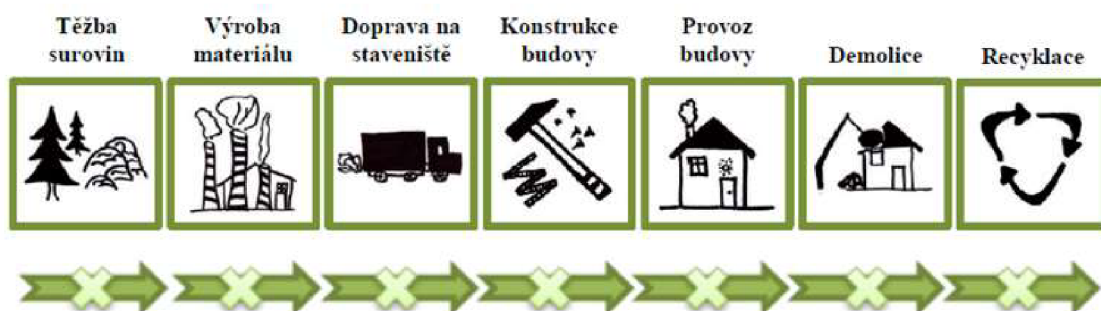 Těžba
surovin
Výroba
materiálu
Doprava na
staveniště
Konstrukce
budovy
Provoz
budovy
Demolice
Recyklace